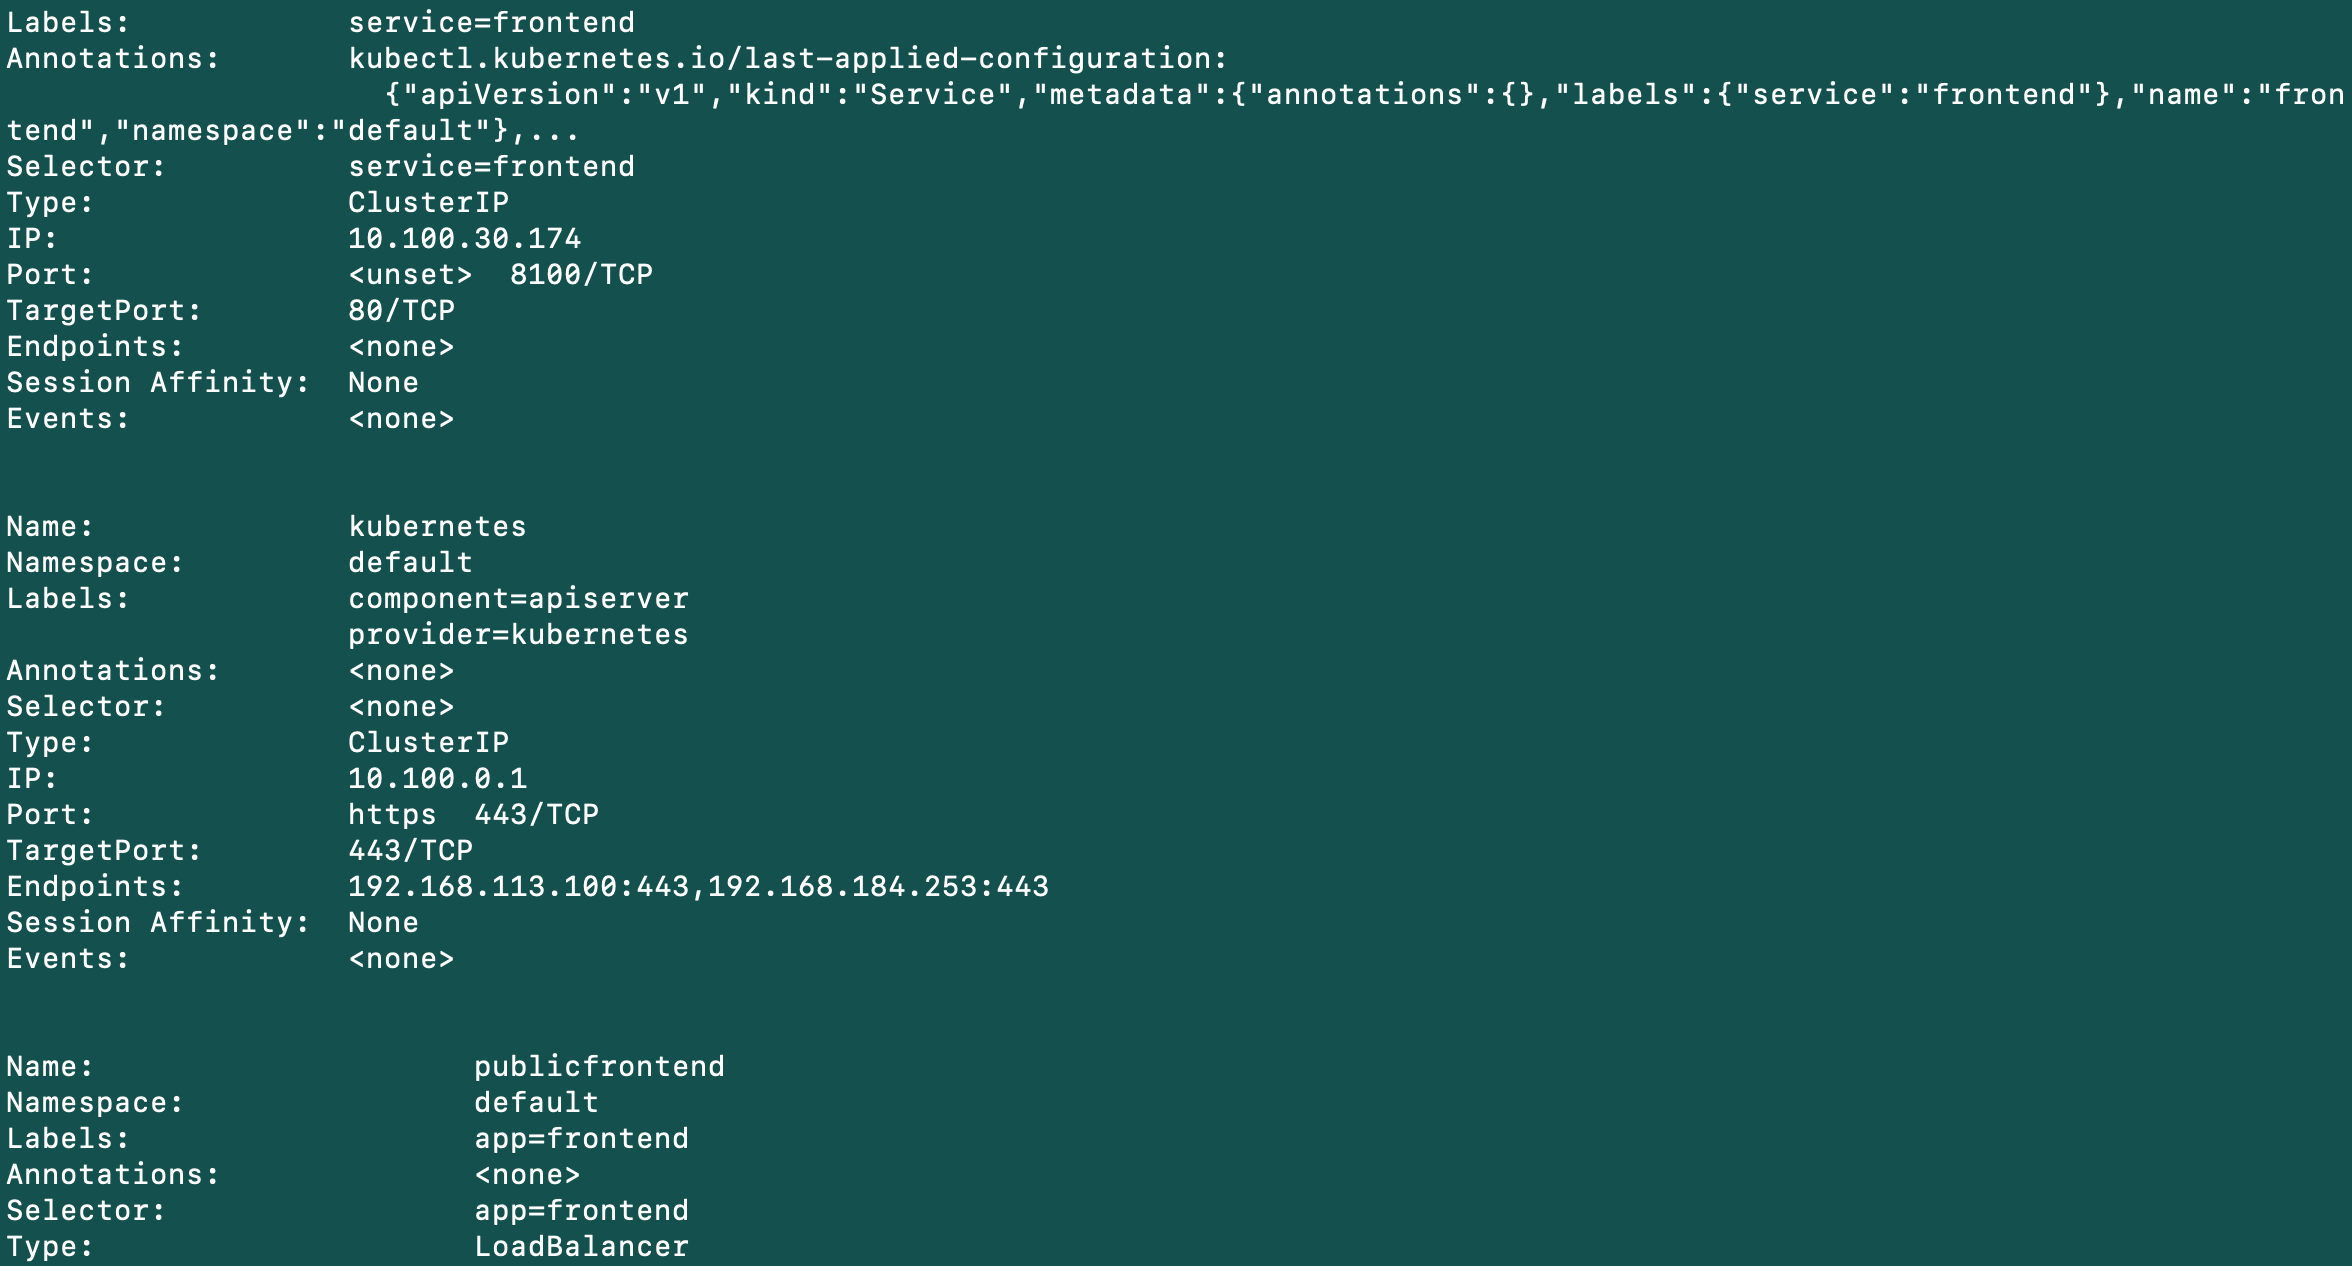 Labels:            service=frontend
Annotations:       kubectl.kubernetes.io/last-applied-configuration:
                     {"apiVersion":"v1","kind":"Service","metadata":{"annotations":{},"labels":{"service":"frontend"},"name":"fron
tend","namespace":"default"},...
Selector:          service=frontend
Type:              ClusterIP
IP:                10.100.30.174
Port:              <unset>  8100/TCP
TargetPort:        80/TCP
Endpoints:         <none>
Session Affinity:  None
Events:            <none>


Name:              kubernetes
Namespace:         default
Labels:            component=apiserver
                   provider=kubernetes
Annotations:       <none>
Selector:          <none>
Type:              ClusterIP
IP:                10.100.0.1
Port:              https  443/TCP
TargetPort:        443/TCP
Endpoints:         192.168.113.100:443,192.168.184.253:443
Session Affinity:  None
Events:            <none>


Name:                     publicfrontend
Namespace:                default
Labels:                   app=frontend
Annotations:              <none>
Selector:                 app=frontend
Type:                     LoadBalancer